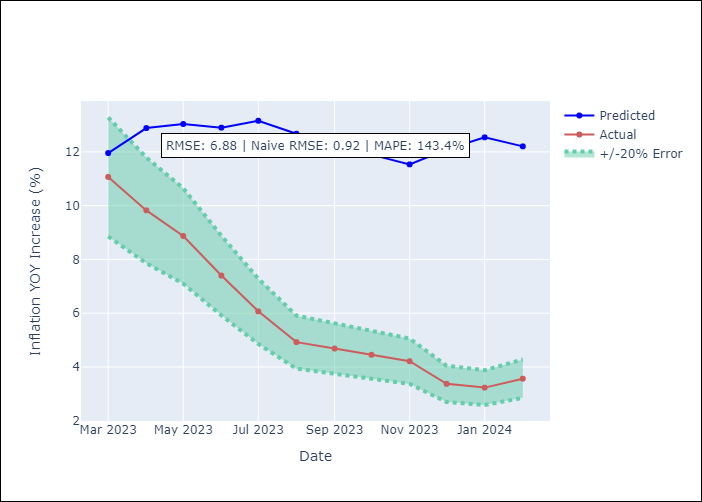 Predicted
Actual
+/-20% Error
RMSE: 6.88 | Naive RMSE: 0.92 | MAPE: 143.4%
Inflation YOY Increase (%)
12
10
8
6
4
2
Mar 2023 May 2023 Jul 2023 Sep 2023 Nov 2023 Jan 2024
Date